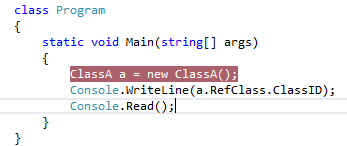 class Program
{
static void Main(string[] args)
{
ClassA a = new ClassA();
Console.WriteLine(a.RefClass.ClassID);
Console.Read();
}
}